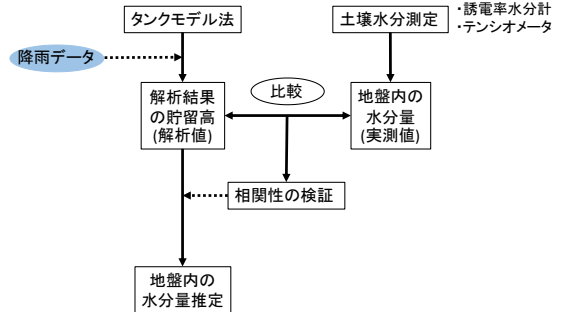 タンクモデル法
土壌水分測定
・誘電率水分計
・テンシオメータ
降雨データ
解析結果
の貯留高
(解析値)
比較
地盤内の
水分量
(実測値)
相関性の検証
地盤内の
水分量推定